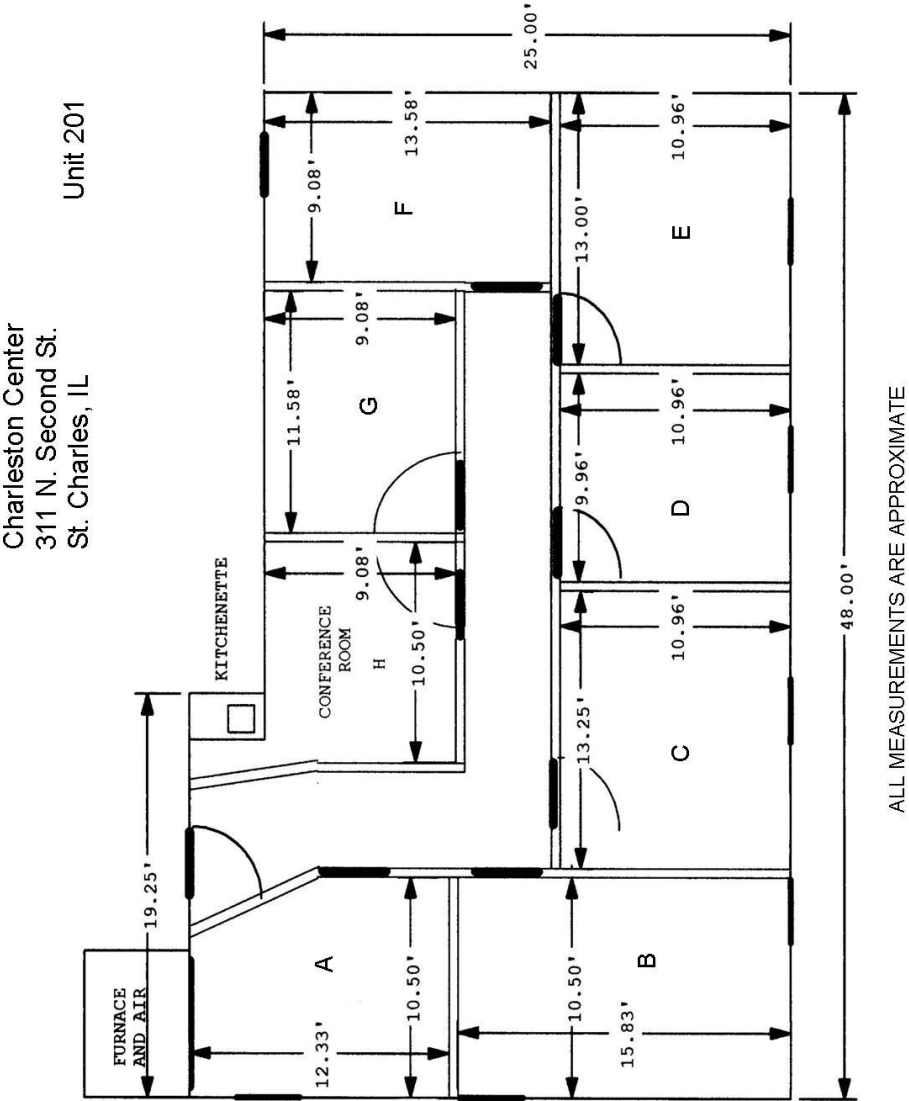 Charleston Center
311 N. Second St.
St. Charles, IL
Unit 201
25.00'
9.08'
13.58'
F
10.96'
13.00'
E
11.58'
9.08'
G
10.96'
9.96'
D
KITCHENETTE
CONFERENCE
ROOM
H
9.08'
10.50'
10.96'
13.25'
C
48.00'
19.25'
FURNACE
AND AIR
A
12.33'
10.50'
B
10.50'
15.83'
ALL MEASUREMENTS ARE APPROXIMATE